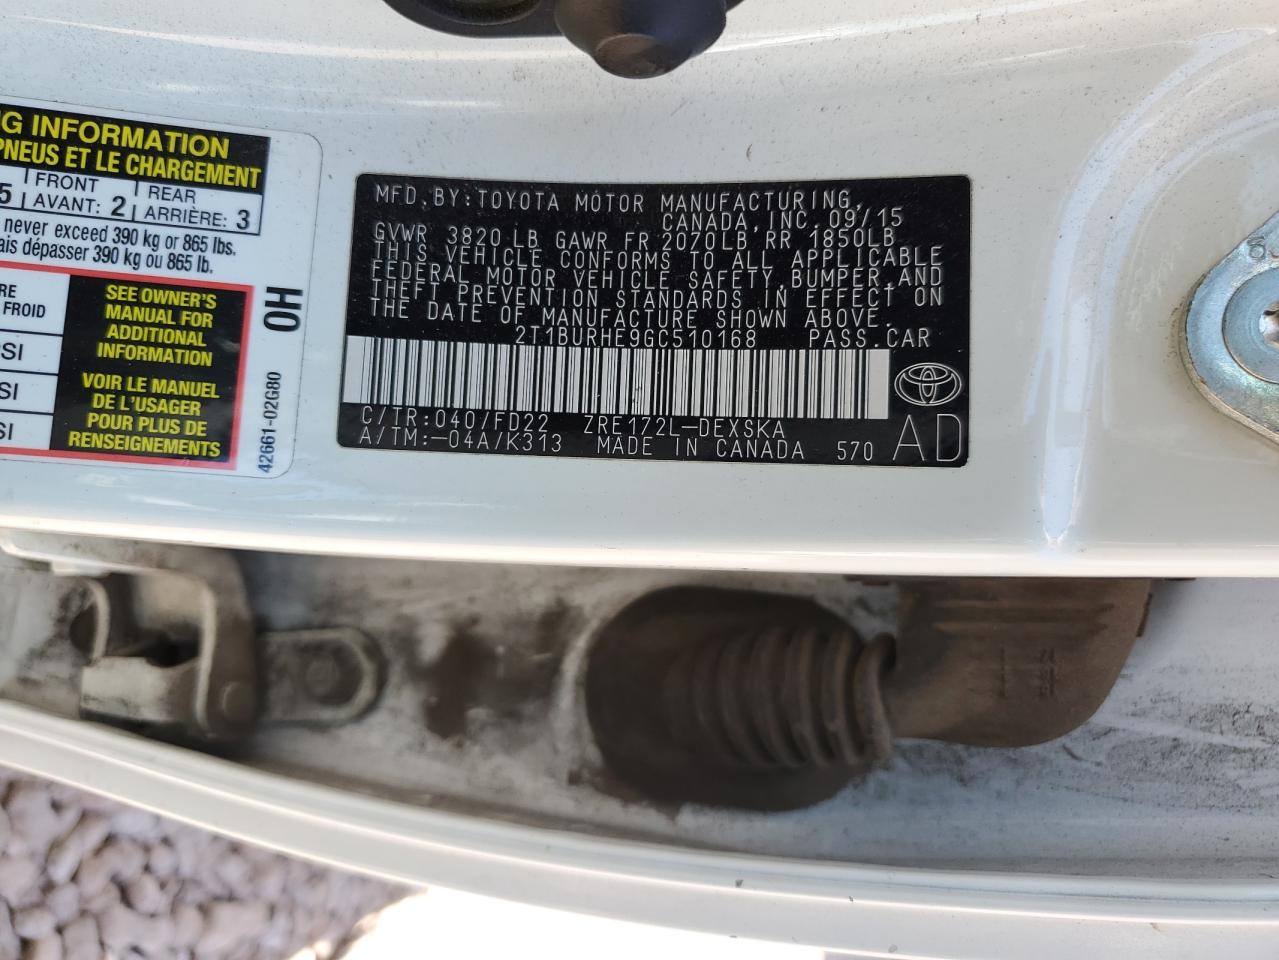 G INFORMATION
PNEUS ET LE CHARGEMENT
5 FRONT AVANT: 2 REAR ARRIÈRE: 3
never exceed 390 kg or 865 lbs.
ais dépasser 390 kg ou 865 lb.
RE
FROID
SI
SI
SI
SEE OWNER'S
MANUAL FOR
ADDITIONAL
INFORMATION
VOIR LE MANUEL
DE L'USAGER
POUR PLUS DE
RENSEIGNEMENTS
0H
42661-02G80
MFD. BY: TOYOTA MOTOR MANUFACTURING,
CANADA, INC. 09/15
GVWR 3820 LB GAWR FR 2070LB RR 1850LB
THIS VEHICLE CONFORMS TO ALL APPLICABLE
FEDERAL MOTOR VEHICLE SAFETY, BUMPER, AND
THEFT PREVENTION STANDARDS IN EFFECT ON
THE DATE OF MANUFACTURE SHOWN ABOVE.
2T1BURHE9GC510168 PASS.CAR
C/TR: 040/FD22 ZRE172L-DEXSKA
A/TM: -04A/K313 MADE IN CANADA 570
AD